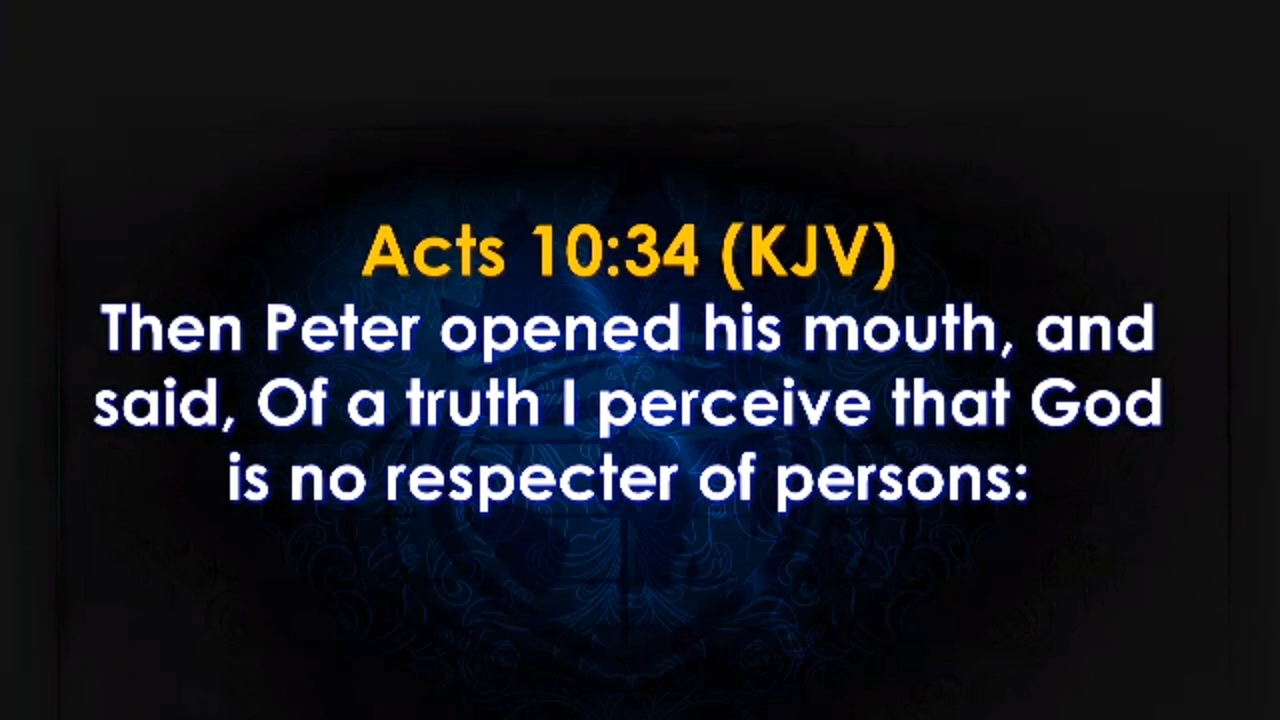 Acts 10:34 (KJV)
Then Peter opened his mouth, and
said, Of a truth I perceive that God
is no respecter of persons: